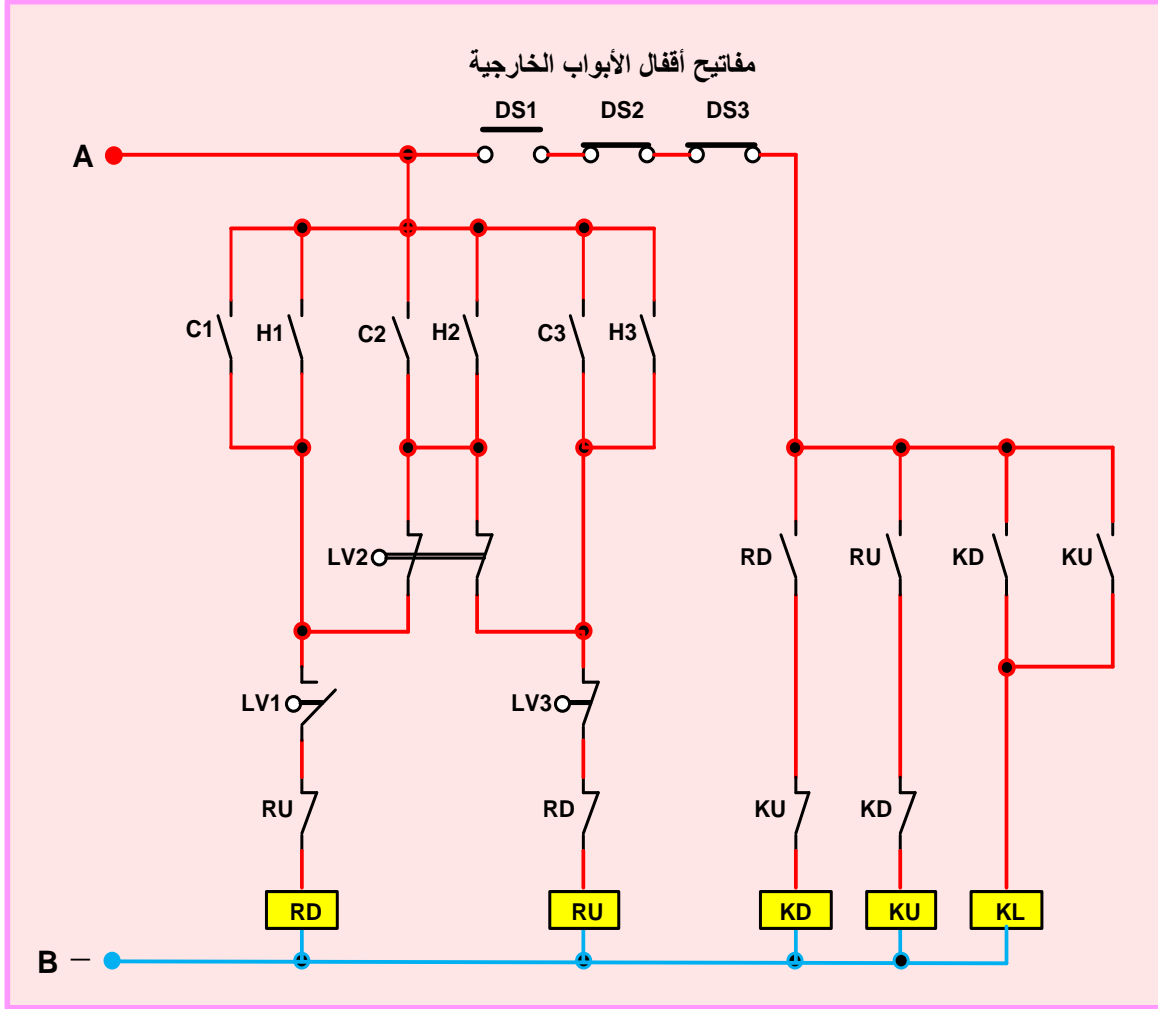 مفاتيح أقفال الأبواب الخارجية
DS1 DS2 DS3
A
C1 H1 C2 H2 C3 H3
LV2 RD RU KD KU
LV1 LV3
RU RD KU KD
RD RU KD KU KL
B –